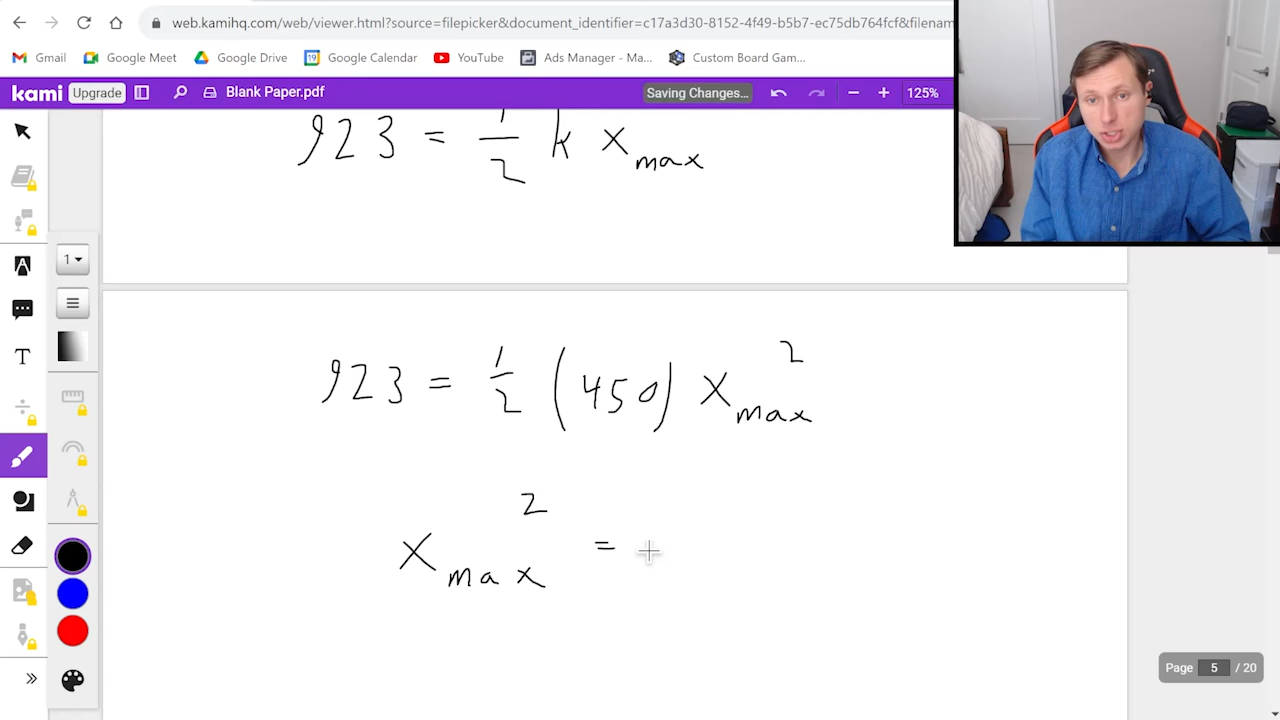 web.kamihq.com/web/viewer.html?source=filepicker&document_identifier=c17a3d30-8152-4f49-b5b7-ec75db764fcf&filenam
Gmail Google Meet Google Drive 19 Google Calendar YouTube Ads Manager - Ma... Custom Board Gam...
kami Upgrade Blank Paper.pdf Saving Changes... 125%
923 = 1/2 k x max
1
A
923 = 1/2 (450) x max ²
T
x max ² =
Page 5 / 20